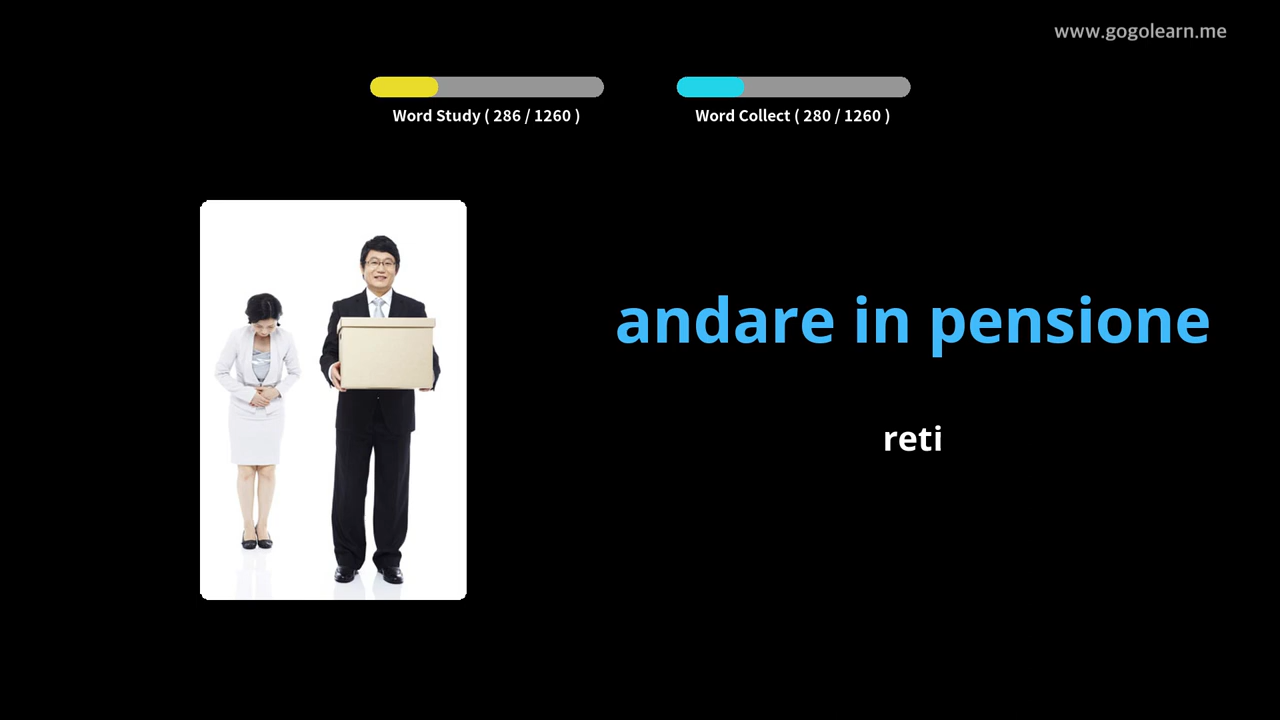 www.gogolearn.me
Word Study ( 286 / 1260 )
Word Collect ( 280 / 1260 )
andare in pensione
reti